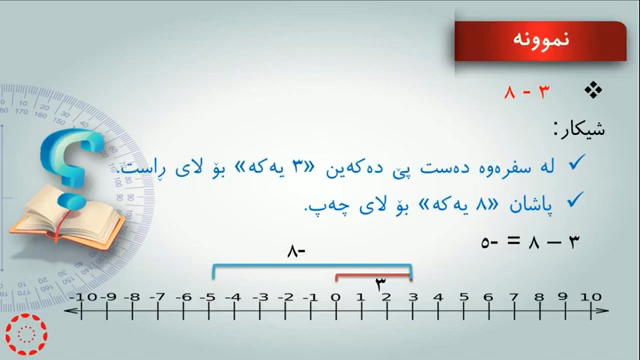 نموونە
٣ - ٨
شیکار:
لە سفرەوە دەست پێ دەکەین «٣ یەکە» بۆ لای ڕاست.
پاشان «٨ یەکە» بۆ لای چەپ.
٣ – ٨ = -٥
-٨
٣
-10 -9 -8 -7 -6 -5 -4 -3 -2 -1 0 1 2 3 4 5 6 7 8 9 10